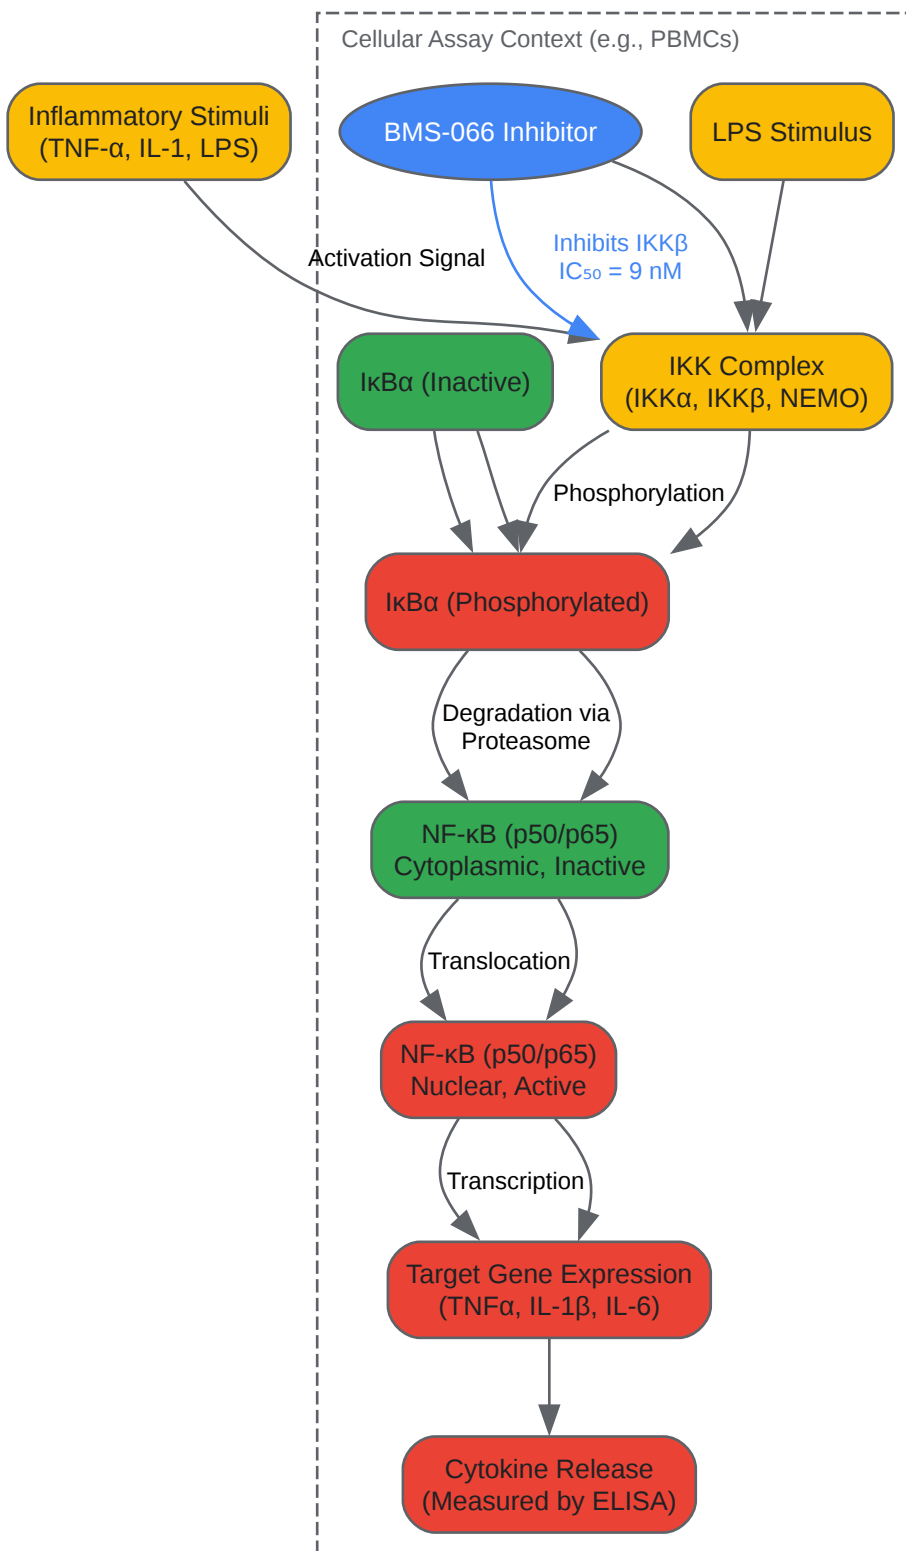 Cellular Assay Context (e.g., PBMCs)
Inflammatory Stimuli
(TNF-α, IL-1, LPS)
BMS-066 Inhibitor
LPS Stimulus
Activation Signal
Inhibits IKKβ
IC₅₀ = 9 nM
IκBα (Inactive)
IKK Complex
(IKKα, IKKβ, NEMO)
Phosphorylation
IκBα (Phosphorylated)
Degradation via
Proteasome
NF-κB (p50/p65)
Cytoplasmic, Inactive
Translocation
NF-κB (p50/p65)
Nuclear, Active
Transcription
Target Gene Expression
(TNFα, IL-1β, IL-6)
Cytokine Release
(Measured by ELISA)